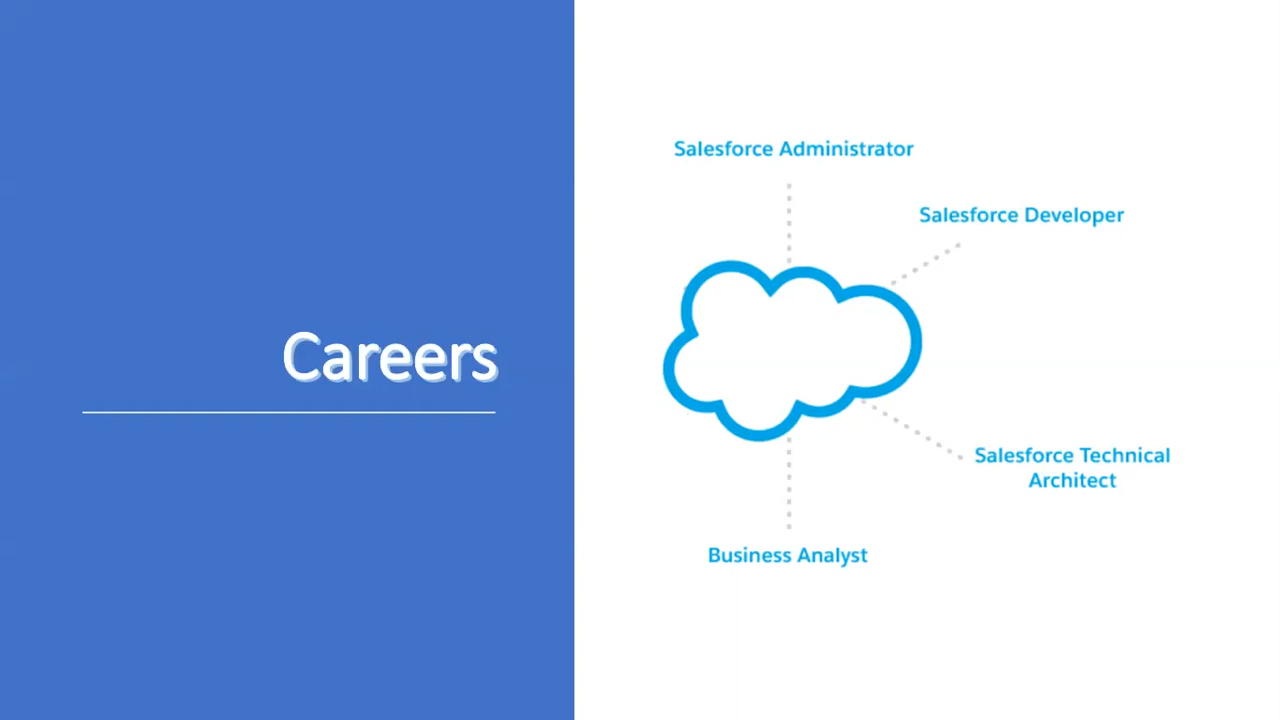 Careers
Salesforce Administrator
Salesforce Developer
Salesforce Technical
Architect
Business Analyst